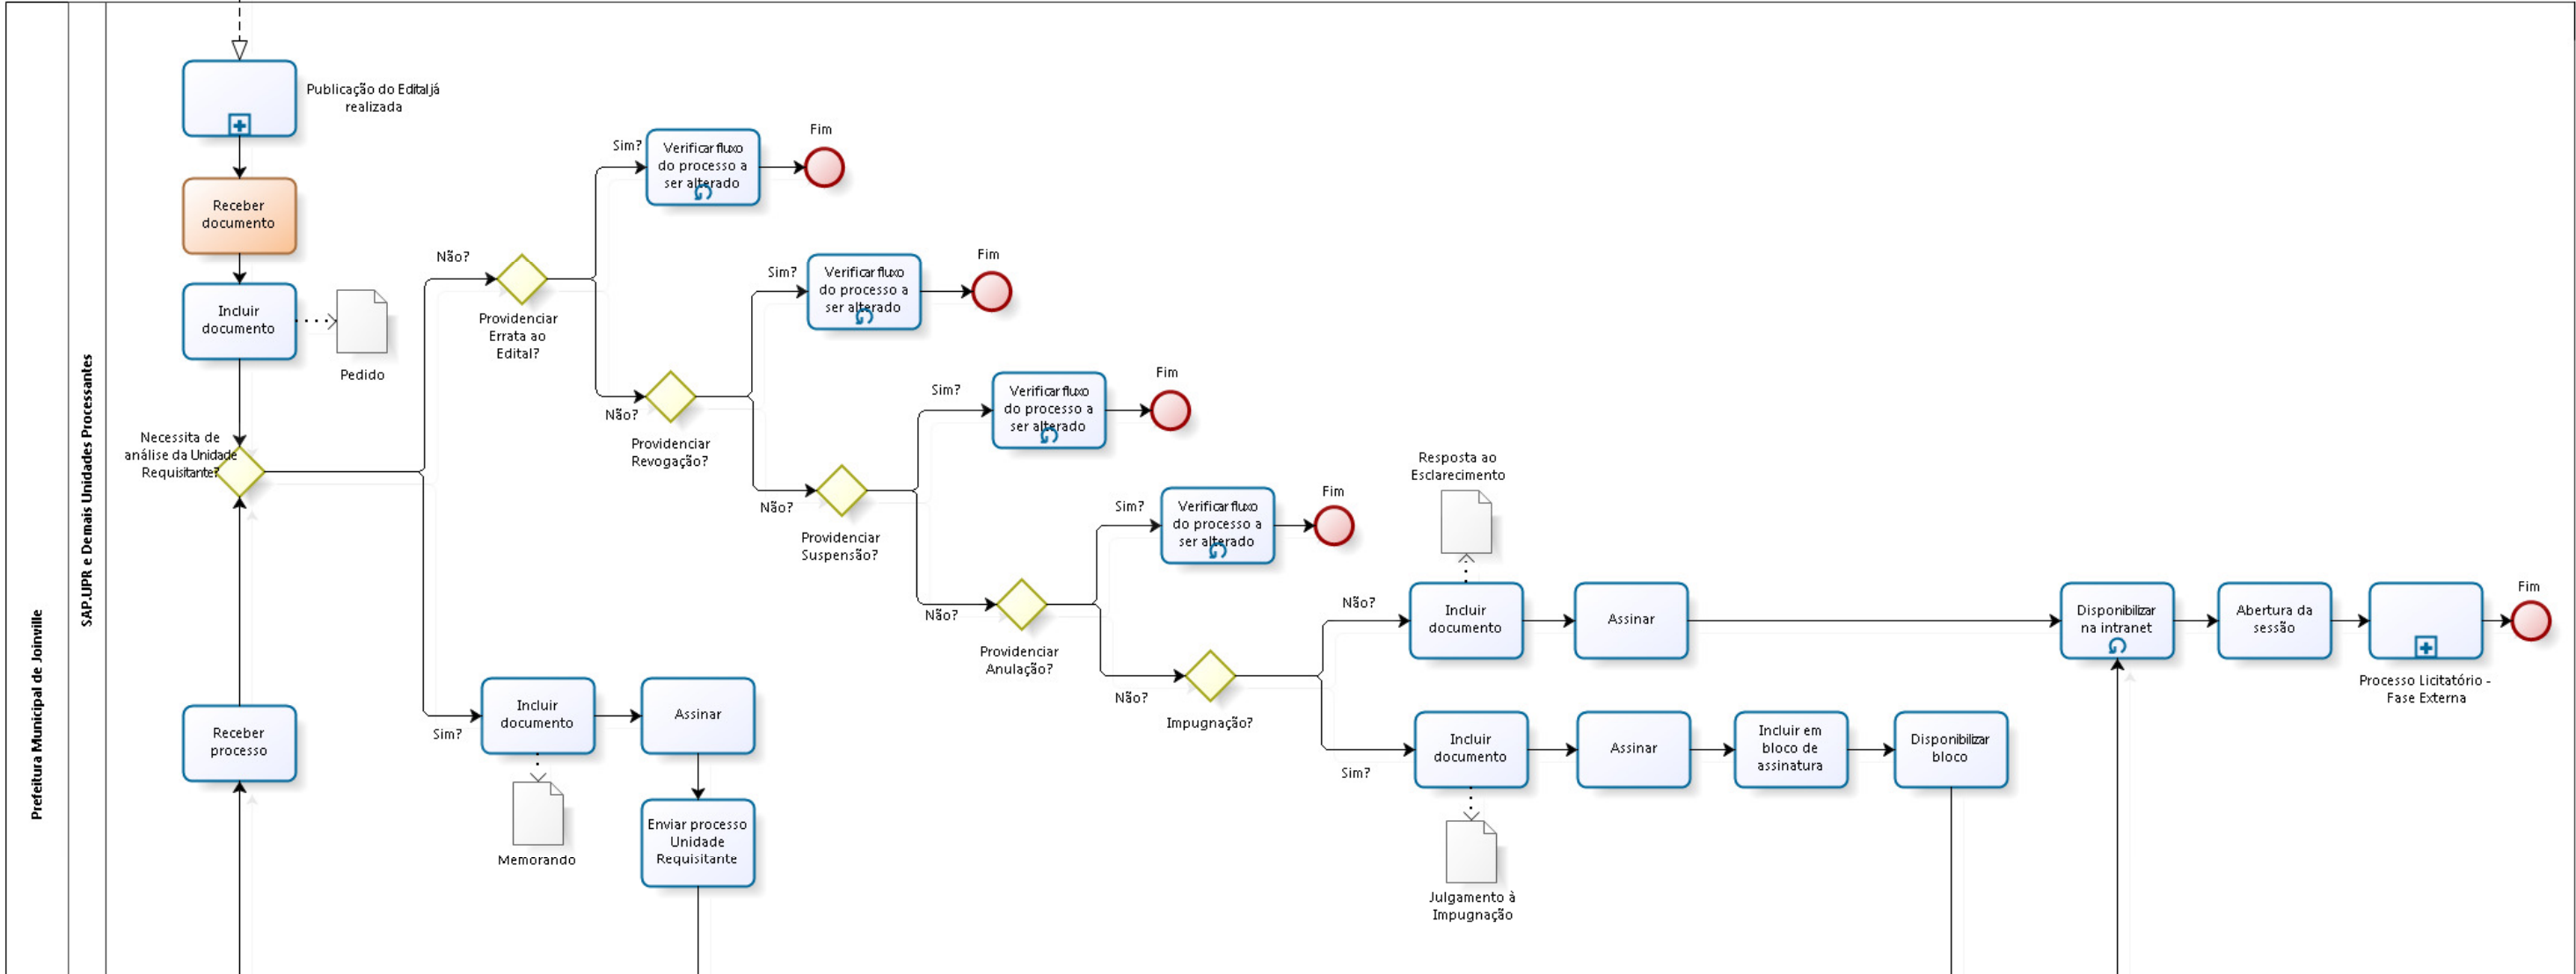 Prefeitura Municipal de Joinville
SAP.UPR e Demais Unidades Processantes
Publicação do Edital já
realizada
Receber
documento
Incluir
documento
Pedido
Necessita de
análise da Unidade
Requisitante?
Receber
processo
Não?
Providenciar
Errata ao
Edital?
Sim?
Verificar fluxo
do processo a
ser alterado
Fim
Não?
Providenciar
Revogação?
Sim?
Verificar fluxo
do processo a
ser alterado
Fim
Não?
Providenciar
Suspensão?
Sim?
Verificar fluxo
do processo a
ser alterado
Fim
Não?
Providenciar
Anulação?
Sim?
Verificar fluxo
do processo a
ser alterado
Fim
Não?
Impugnação?
Não?
Resposta ao
Esclarecimento
Incluir
documento
Assinar
Disponibilizar
na intranet
Abertura da
sessão
Processo Licitatório -
Fase Externa
Fim
Sim?
Incluir
documento
Julgamento à
Impugnação
Assinar
Incluir em
bloco de
assinatura
Disponibilizar
bloco
Sim?
Incluir
documento
Memorando
Assinar
Enviar processo
Unidade
Requisitante